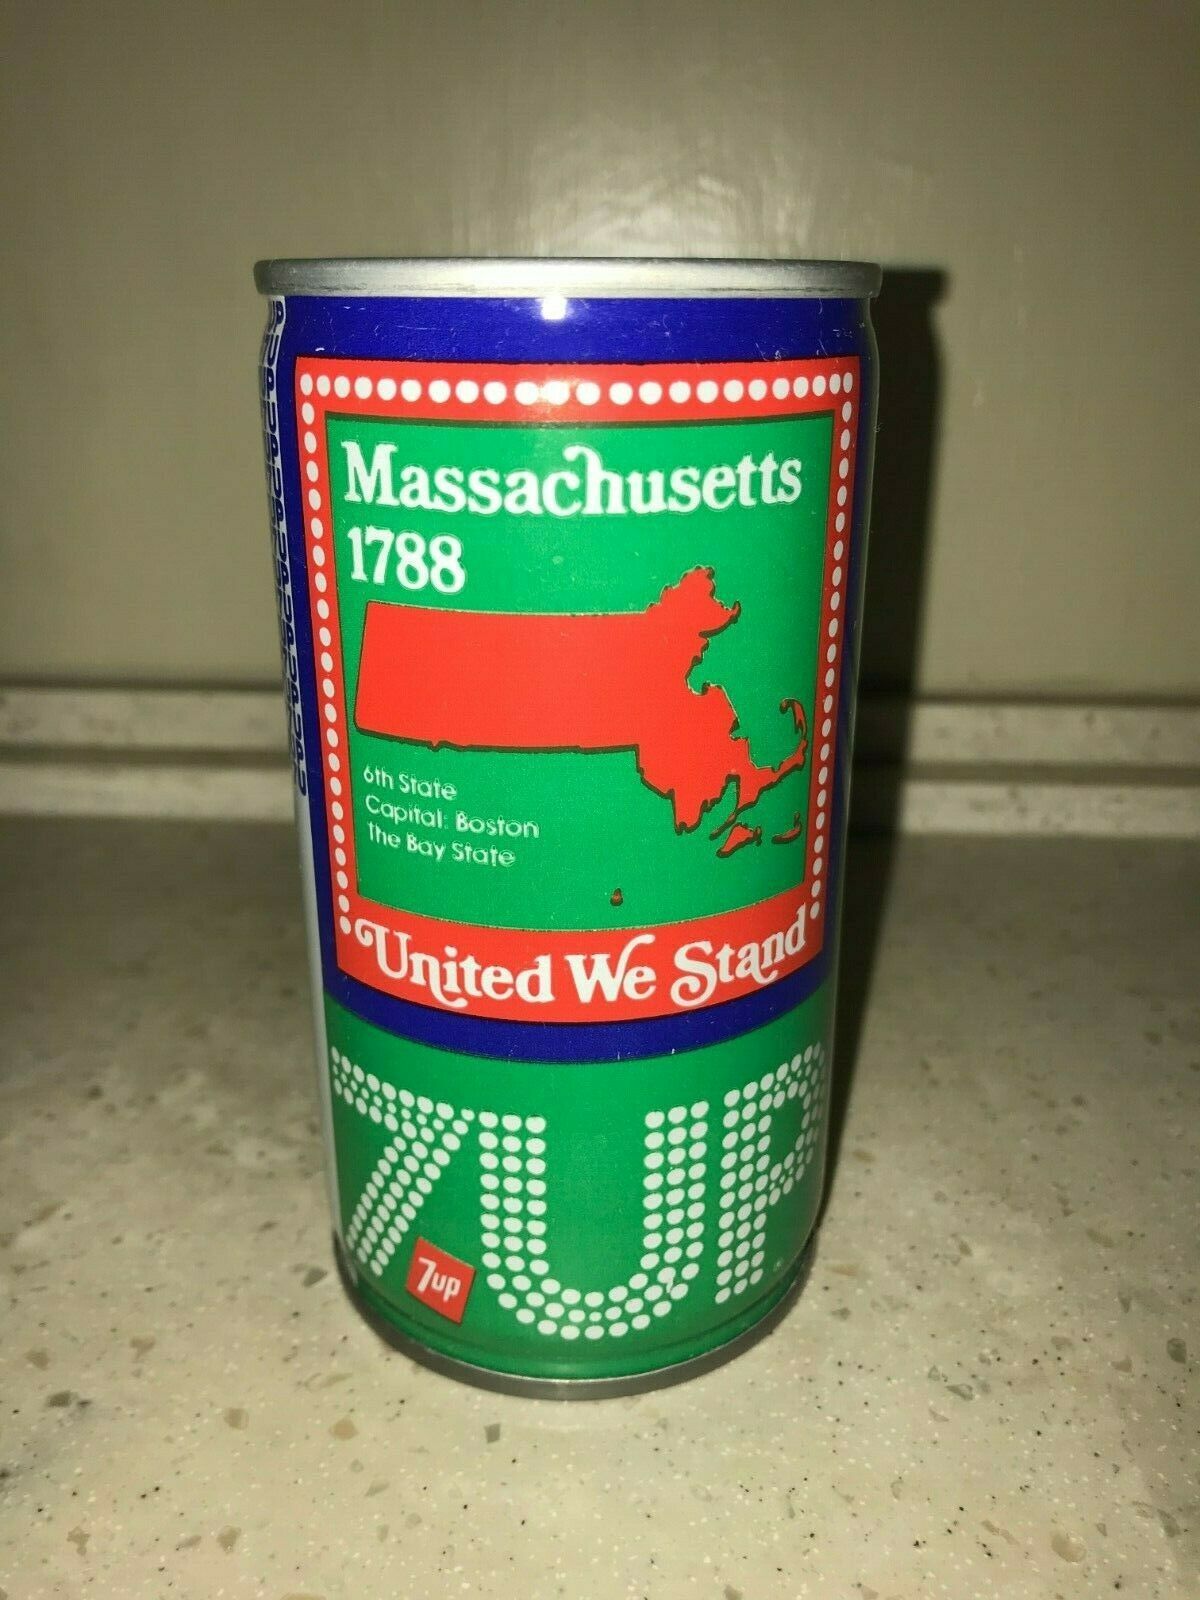 Massachusetts
1788
6th State
Capital: Boston
The Bay State
United We Stand
7UP
7up